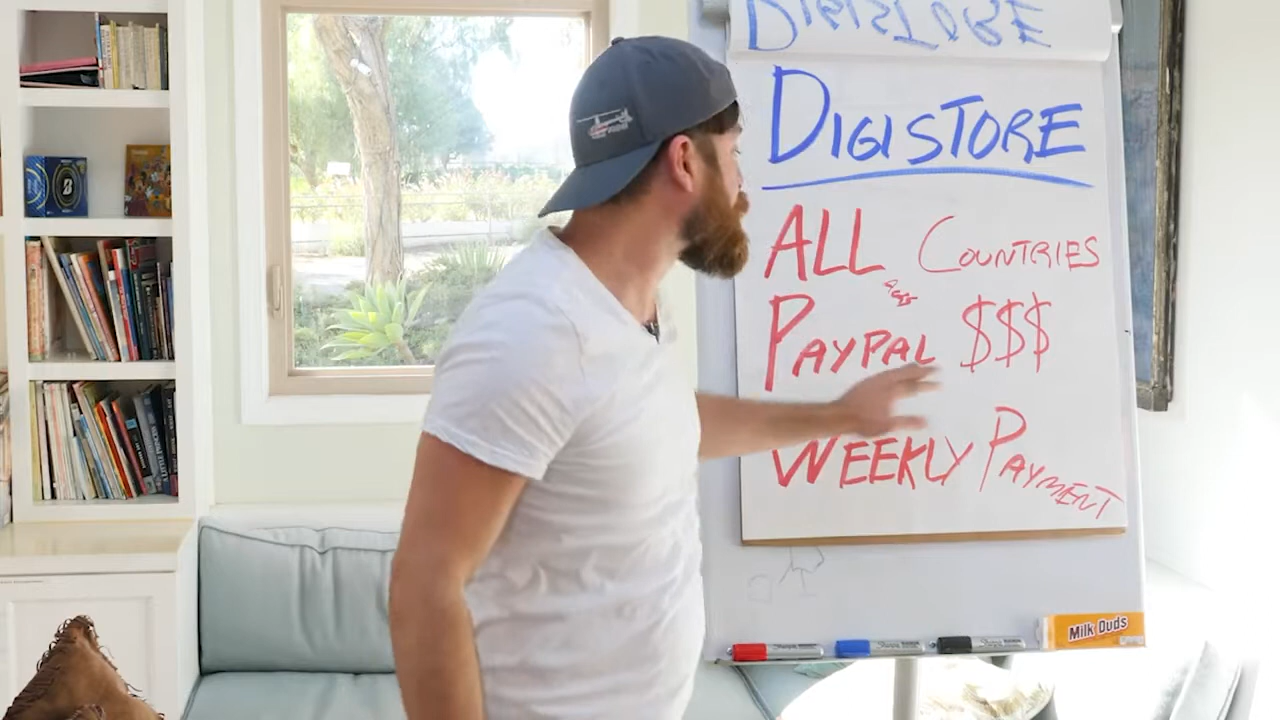 DIGISTORE
DIGISTORE
ALL COUNTRIES
PAYPAL $$$
WEEKLY PAYMENT
Milk Duds